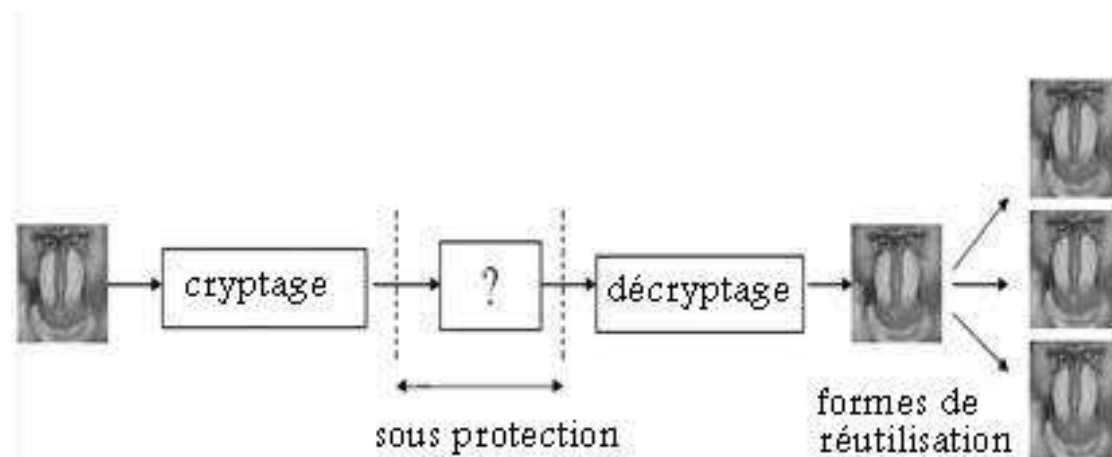 cryptage
?
décryptage
sous protection
formes de
réutilisation